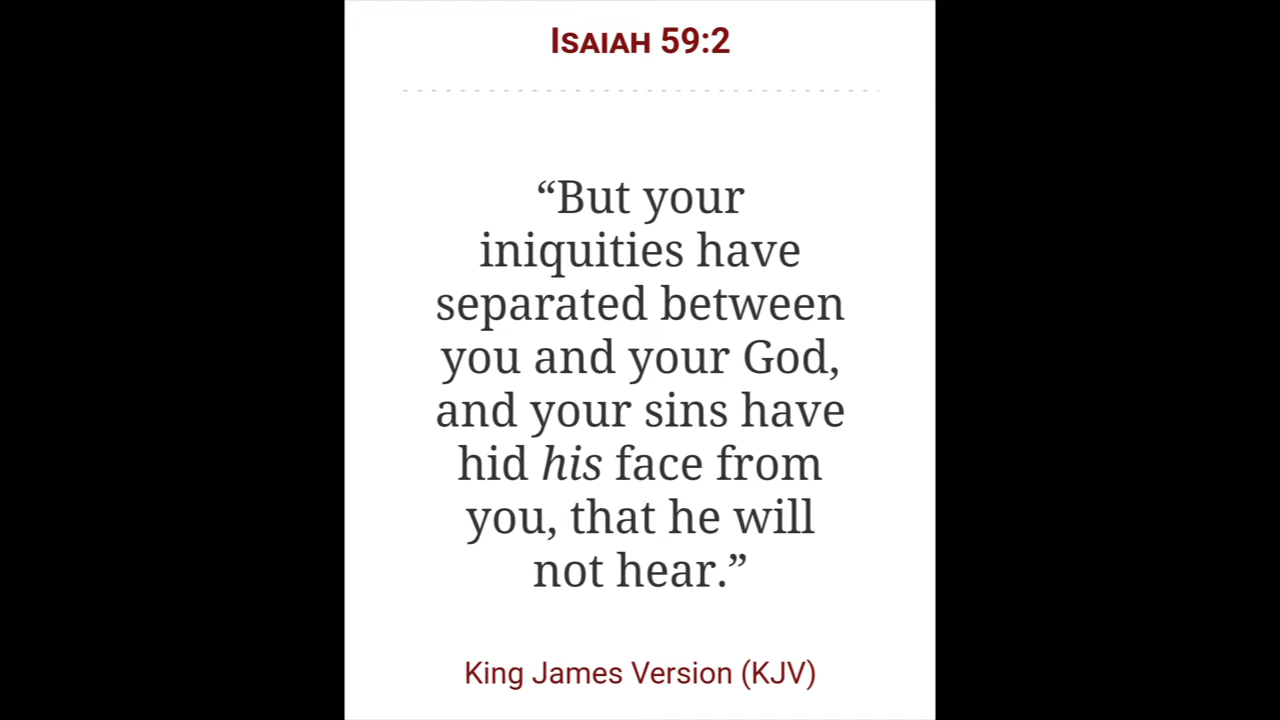 Isaiah 59:2
“But your
iniquities have
separated between
you and your God,
and your sins have
hid his face from
you, that he will
not hear.”
King James Version (KJV)